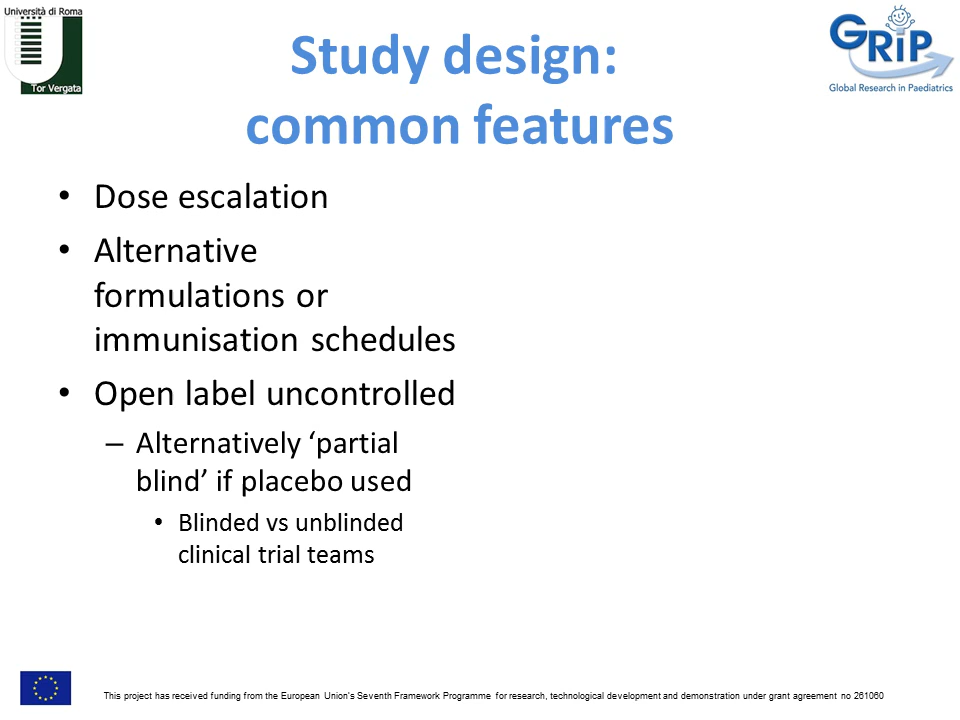 Università di Roma
Tor Vergata
Study design:
common features
GRIP
Global Research in Paediatrics
• Dose escalation
• Alternative
formulations or
immunisation schedules
• Open label uncontrolled
– Alternatively ‘partial
blind’ if placebo used
• Blinded vs unblinded
clinical trial teams
This project has received funding from the European Union's Seventh Framework Programme for research, technological development and demonstration under grant agreement no 261060